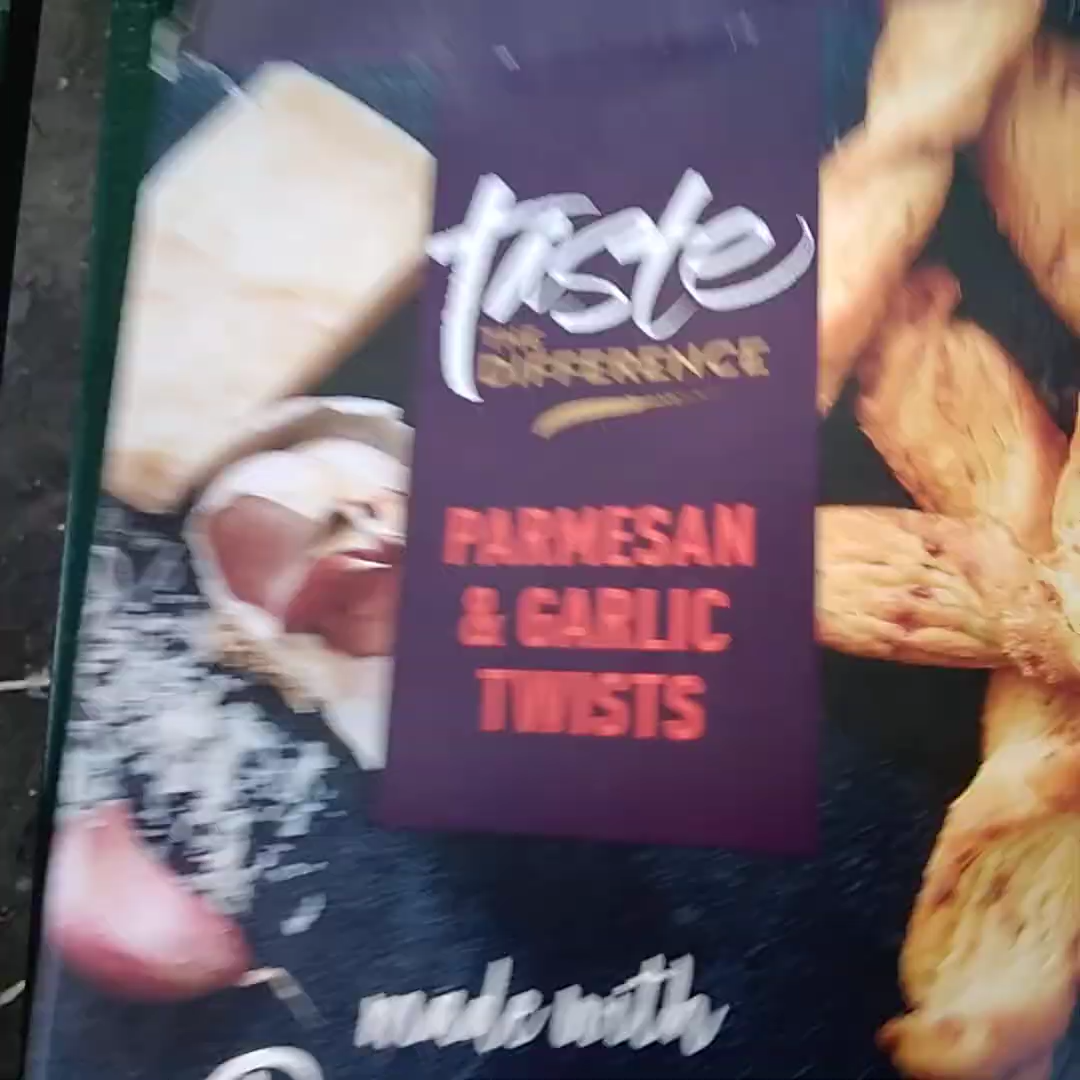 taste
THE
DIFFERENCE
PARMESAN
& GARLIC
TWISTS
made with